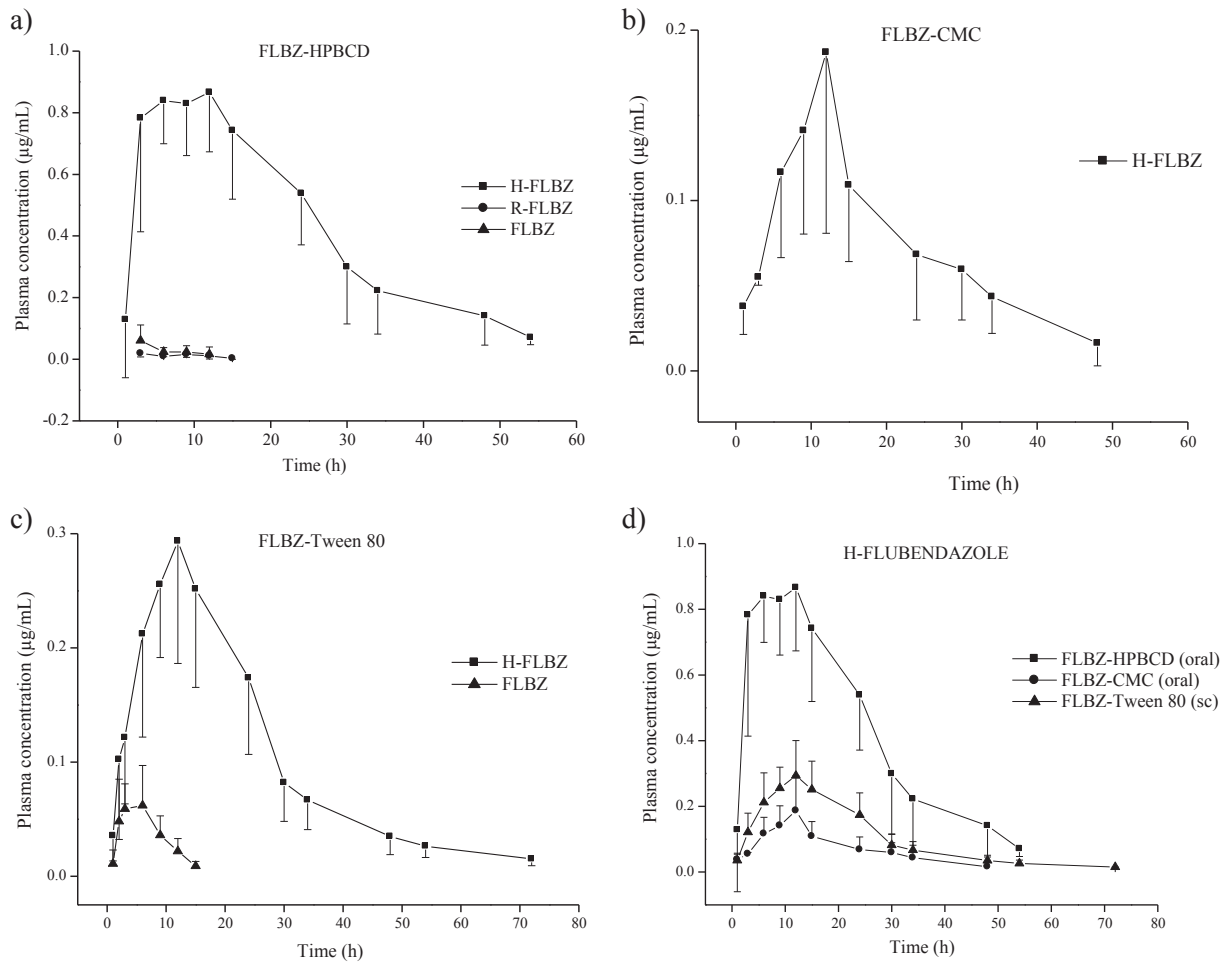 a)
FLBZ-HPBCD
Plasma concentration (µg/mL)
1.0
0.8
0.6
0.4
0.2
0.0
-0.2
H-FLBZ
R-FLBZ
FLBZ
0 10 20 30 40 50 60
Time (h)
b)
FLBZ-CMC
Plasma concentration (µg/mL)
0.2
0.1
0.0
H-FLBZ
0 10 20 30 40 50 60
Time (h)
c)
FLBZ-Tween 80
Plasma concentration (µg/mL)
0.3
0.2
0.1
0.0
H-FLBZ
FLBZ
0 10 20 30 40 50 60 70 80
Time (h)
d)
H-FLUBENDAZOLE
Plasma concentration (µg/mL)
1.0
0.8
0.6
0.4
0.2
0.0
FLBZ-HPBCD (oral)
FLBZ-CMC (oral)
FLBZ-Tween 80 (sc)
0 10 20 30 40 50 60 70 80
Time (h)